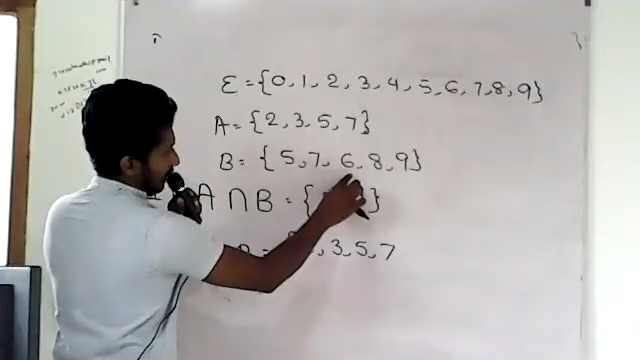 ε = {0, 1, 2, 3, 4, 5, 6, 7, 8, 9}
A = {2, 3, 5, 7}
B = {5, 7, 6, 8, 9}
A ∩ B = { }
= , 3, 5, 7